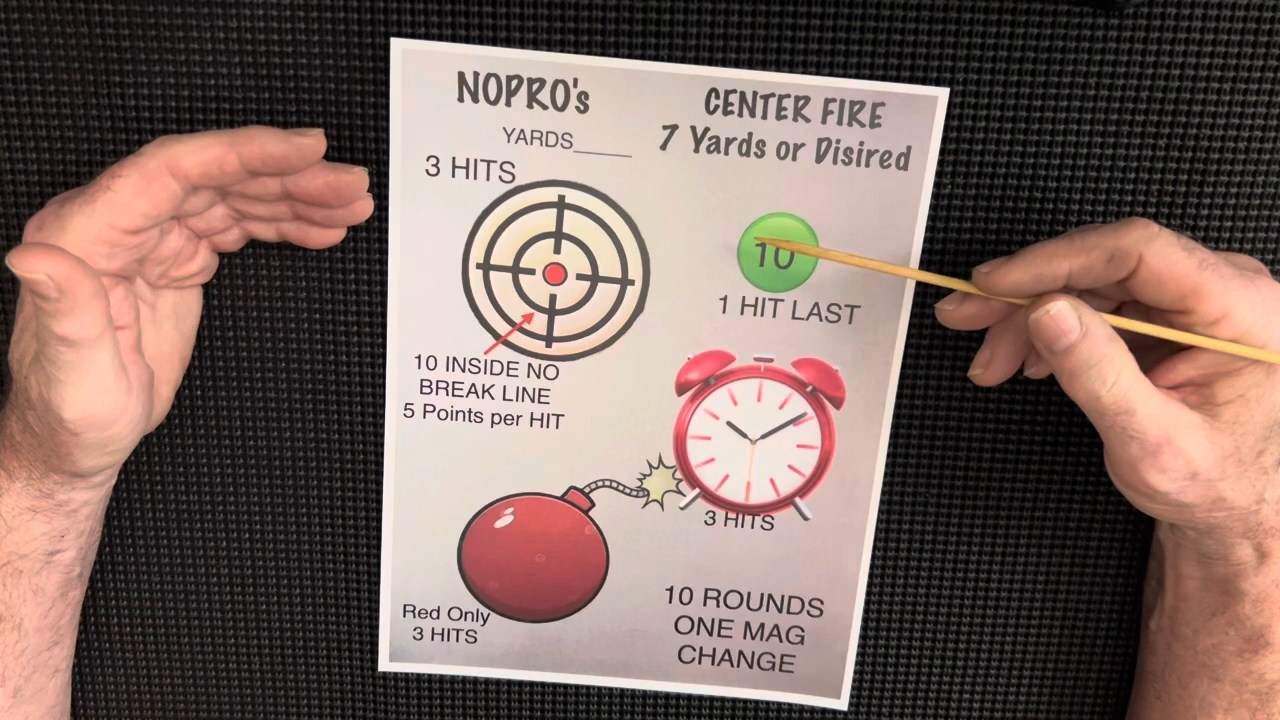 NOPRO's
YARDS_____
3 HITS
10 INSIDE NO
BREAK LINE
5 Points per HIT
Red Only
3 HITS
CENTER FIRE
7 Yards or Disired
10
1 HIT LAST
3 HITS
10 ROUNDS
ONE MAG
CHANGE